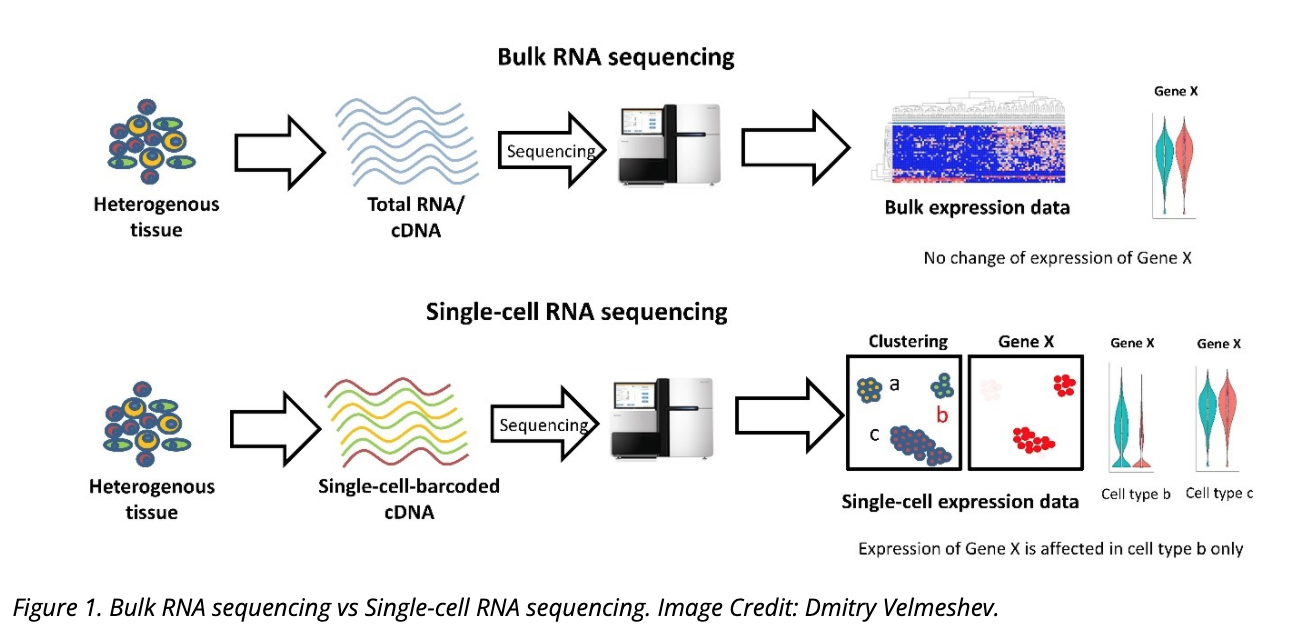 Bulk RNA sequencing
Gene X
Sequencing
Heterogenous
tissue
Total RNA/
cDNA
Bulk expression data
No change of expression of Gene X
Single-cell RNA sequencing
Clustering
Gene X
Gene X
Gene X
a
b
c
Sequencing
Heterogenous
tissue
Single-cell-barcoded
cDNA
Single-cell expression data
Cell type b
Cell type c
Expression of Gene X is affected in cell type b only
Figure 1. Bulk RNA sequencing vs Single-cell RNA sequencing. Image Credit: Dmitry Velmeshev.